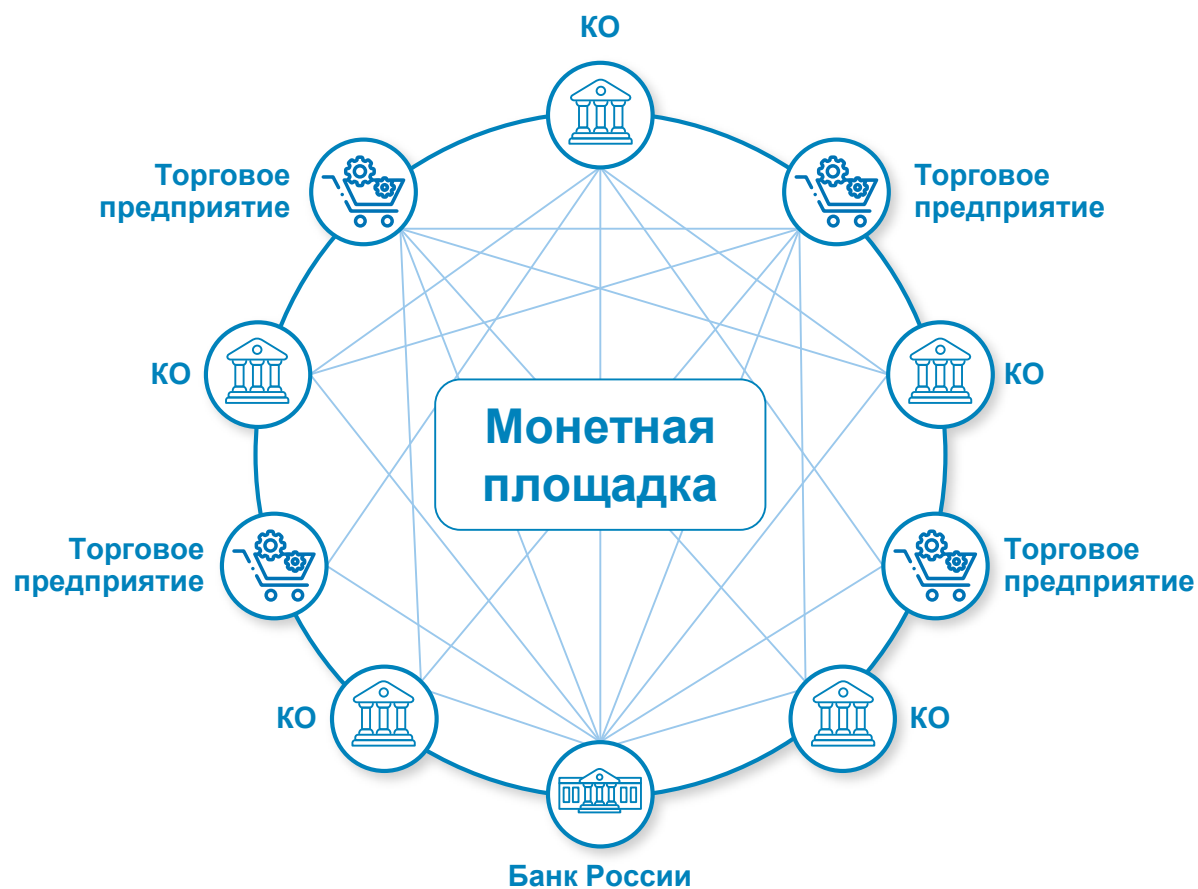 КО
Торговое
предприятие
Торговое
предприятие
КО
КО
Монетная
площадка
Торговое
предприятие
Торговое
предприятие
КО
КО
Банк России